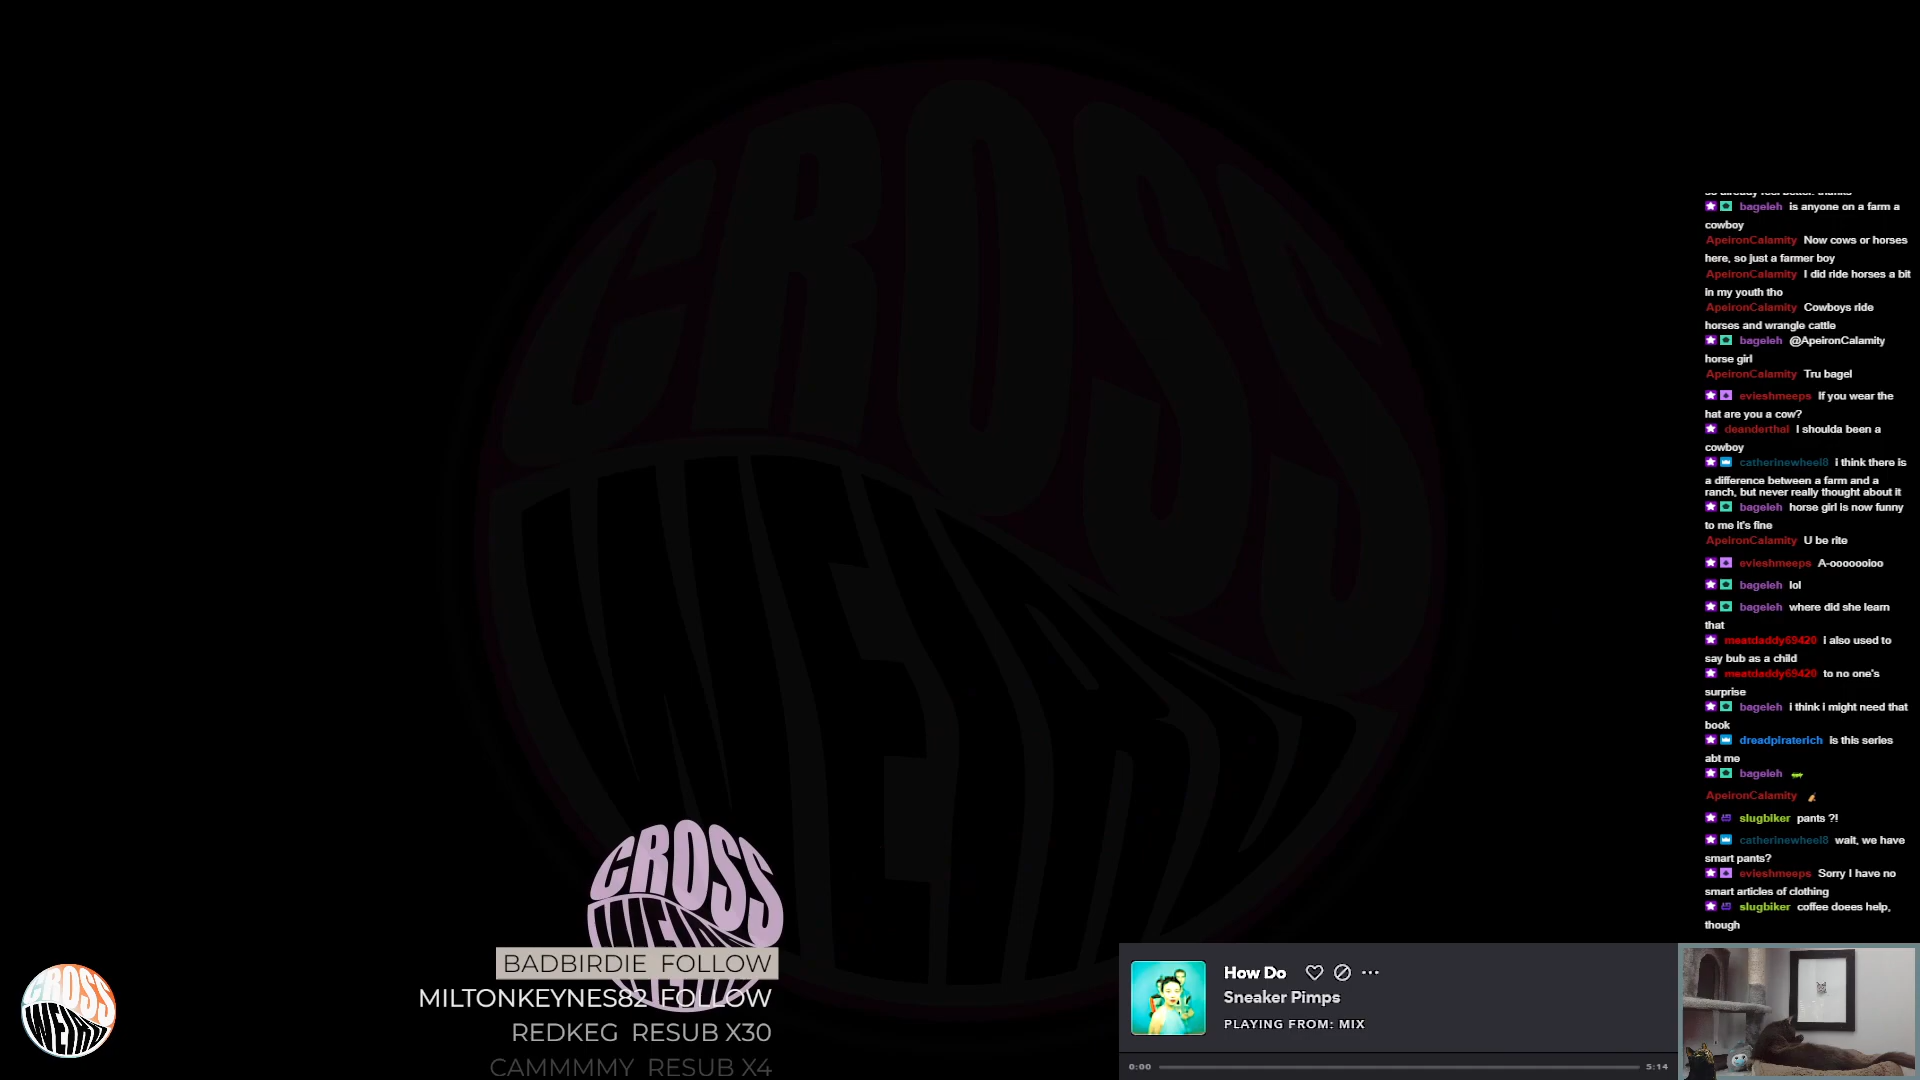 CROSS
WEIRD
bageleh is anyone on a farm a
cowboy
ApeironCalamity Now cows or horses
here, so just a farmer boy
ApeironCalamity I did ride horses a bit
in my youth tho
ApeironCalamity Cowboys ride
horses and wrangle cattle
bageleh @ApeironCalamity
horse girl
ApeironCalamity Tru bagel
evieshmeeps If you wear the
hat are you a cow?
deanderthal I shoulda been a
cowboy
catherinewheel8 i think there is
a difference between a farm and a
ranch, but never really thought about it
bageleh horse girl is now funny
to me it's fine
ApeironCalamity U be rite
evieshmeeps A-ooooooloo
bageleh lol
bageleh where did she learn
that
meatdaddy69420 i also used to
say bub as a child
meatdaddy69420 to no one's
surprise
bageleh i think i might need that
book
dreadpiraterich is this series
abt me
bageleh
ApeironCalamity
slugbiker pants ?!
catherinewheel8 wait, we have
smart pants?
evieshmeeps Sorry I have no
smart articles of clothing
slugbiker coffee doees help,
though
CROSS
WEIRD
BADBIRDIE FOLLOW
MILTONKEYNES82 FOLLOW
REDKEG RESUB X30
CAMMMMY RESUB X4
CROSS
WEIRD
How Do
Sneaker Pimps
PLAYING FROM: MIX
0:00
5:14